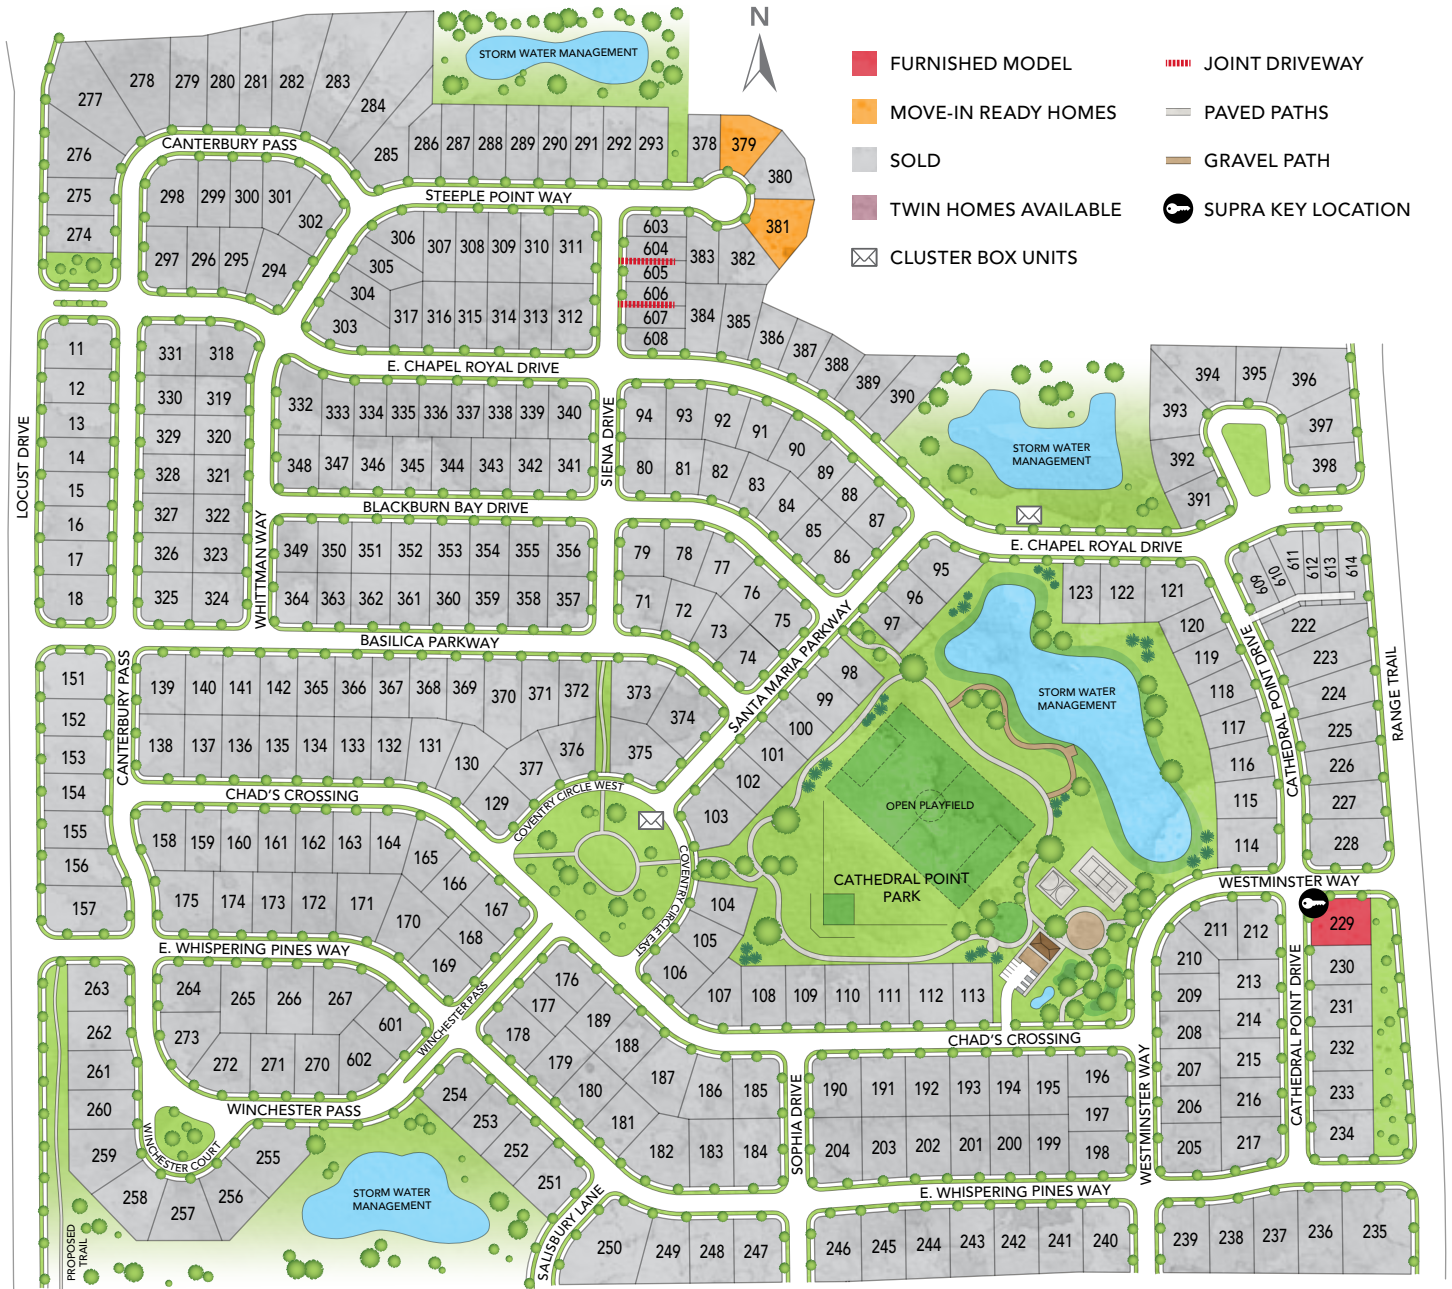 N
FURNISHED MODEL
MOVE-IN READY HOMES
SOLD
TWIN HOMES AVAILABLE
CLUSTER BOX UNITS
JOINT DRIVEWAY
PAVED PATHS
GRAVEL PATH
SUPRA KEY LOCATION
STORM WATER MANAGEMENT
277 278 279 280 281 282 283 284
276 285 286 287 288 289 290 291 292 293 378 379
CANTERBURY PASS
380
275 298 299 300 301
STEEPLE POINT WAY
274 302
381
603
604
605
606
607
608
306 307 308 309 310 311 383 382
297 296 295 294 305
304
303 317 316 315 314 313 312 384 385 386 387 388 389 390
11 331 318
E. CHAPEL ROYAL DRIVE
12 330 319 332 333 334 335 336 337 338 339 340 94 93 92 91 90 89 88 87
13 329 320
14 328 321 348 347 346 345 344 343 342 341 80 81 82 83 84 85 86
15
LOCUST DRIVE
SIENA DRIVE
394 395 396
393 397
392 398
391
STORM WATER
MANAGEMENT
BLACKBURN BAY DRIVE
16 327 322
17 326 323
18 325 324
WHITTMAN WAY
349 350 351 352 353 354 355 356 79 78 77 76 75
364 363 362 361 360 359 358 357 71 72 73 74
E. CHAPEL ROYAL DRIVE
95
96
97
123 122 121
120
119
118
117
116
115
114
609 610 611 612 613 614
222
223
224
225
226
227
228
BASILICA PARKWAY
SANTA MARIA PARKWAY
CATHEDRAL POINT DRIVE
RANGE TRAIL
151
152
153
154
155
156
157
CANTERBURY PASS
139 140 141 142 365 366 367 368 369 370 371 372 373 374
138 137 136 135 134 133 132 131 130 129 377 376 375
98
99
100
101
102
103
STORM WATER
MANAGEMENT
CHAD'S CROSSING
COVENTRY CIRCLE WEST
COVENTRY CIRCLE EAST
OPEN PLAYFIELD
CATHEDRAL POINT
PARK
158 159 160 161 162 163 164 165 166 167
175 174 173 172 171 170 168 169
104
105
106
107 108 109 110 111 112 113
WESTMINSTER WAY
211 212 229
210 213 230
209 214 231
208 215 232
207 216 233
206 217 234
205
CATHEDRAL POINT DRIVE
E. WHISPERING PINES WAY
WINCHESTER PASS
263 264 265 266 267 601
262 273 272 271 270 602
261
260
259
258
257
256
255
176
177
178
179
180
181
182 183 184
189
188
187
186 185
CHAD'S CROSSING
WINCHESTER PASS
WINCHESTER COURT
254
253
252
251
SOPHIA DRIVE
190 191 192 193 194 195 196
197
204 203 202 201 200 199 198
WESTMINSTER WAY
E. WHISPERING PINES WAY
STORM WATER
MANAGEMENT
PROPOSED
TRAIL
SALISBURY LANE
250 249 248 247 246 245 244 243 242 241 240 239 238 237 236 235